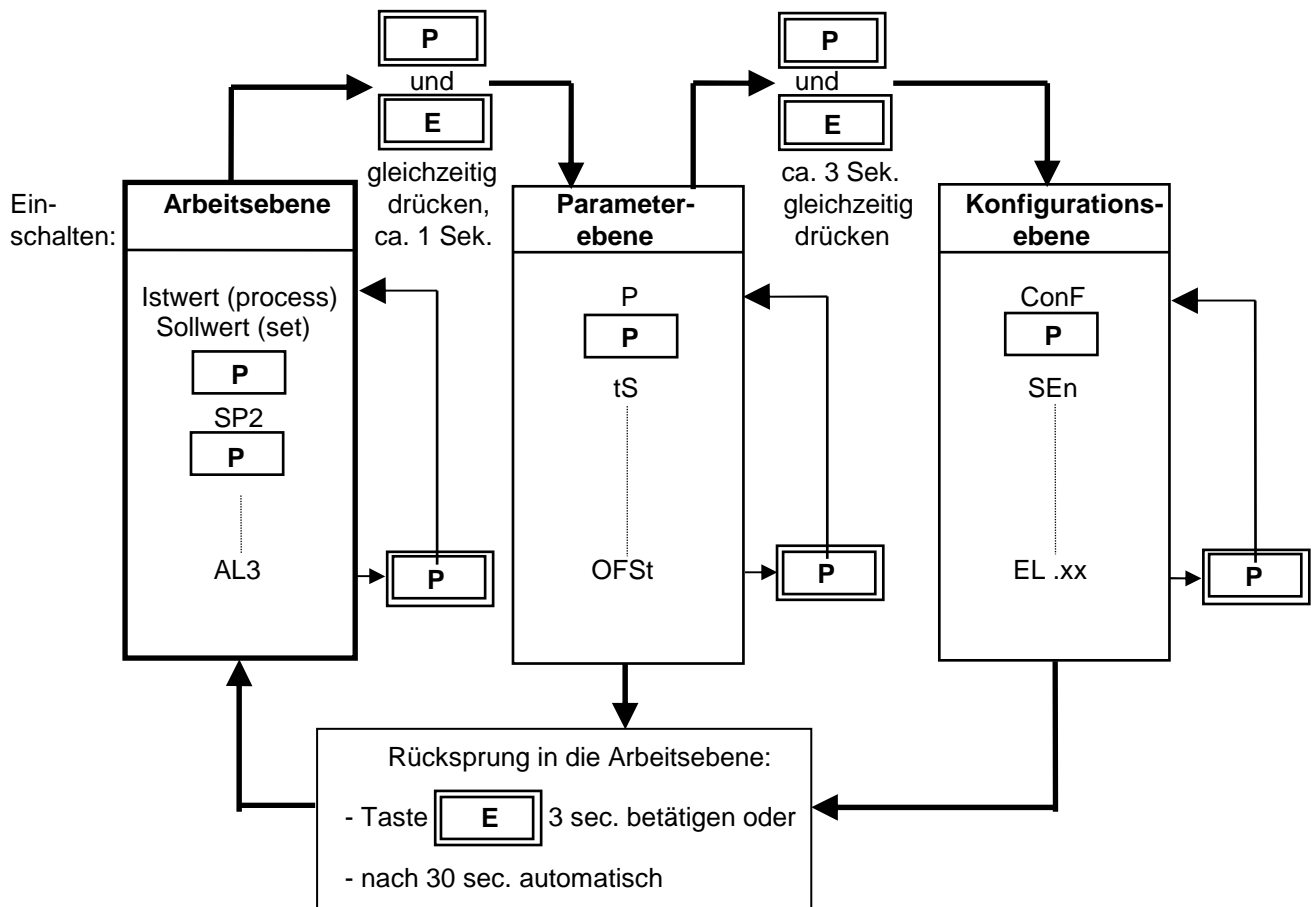 P
und
E
gleichzeitig
drücken,
ca. 1 Sek.
P
und
E
ca. 3 Sek.
gleichzeitig
drücken
Ein-
schalten:
Arbeitsebene
Istwert (process)
Sollwert (set)
P
SP2
P
AL3
P
Parameter-
ebene
P
P
tS
OFSt
P
Konfigurations-
ebene
ConF
P
SEn
EL .xx
P
Rücksprung in die Arbeitsebene:
- Taste E 3 sec. betätigen oder
- nach 30 sec. automatisch